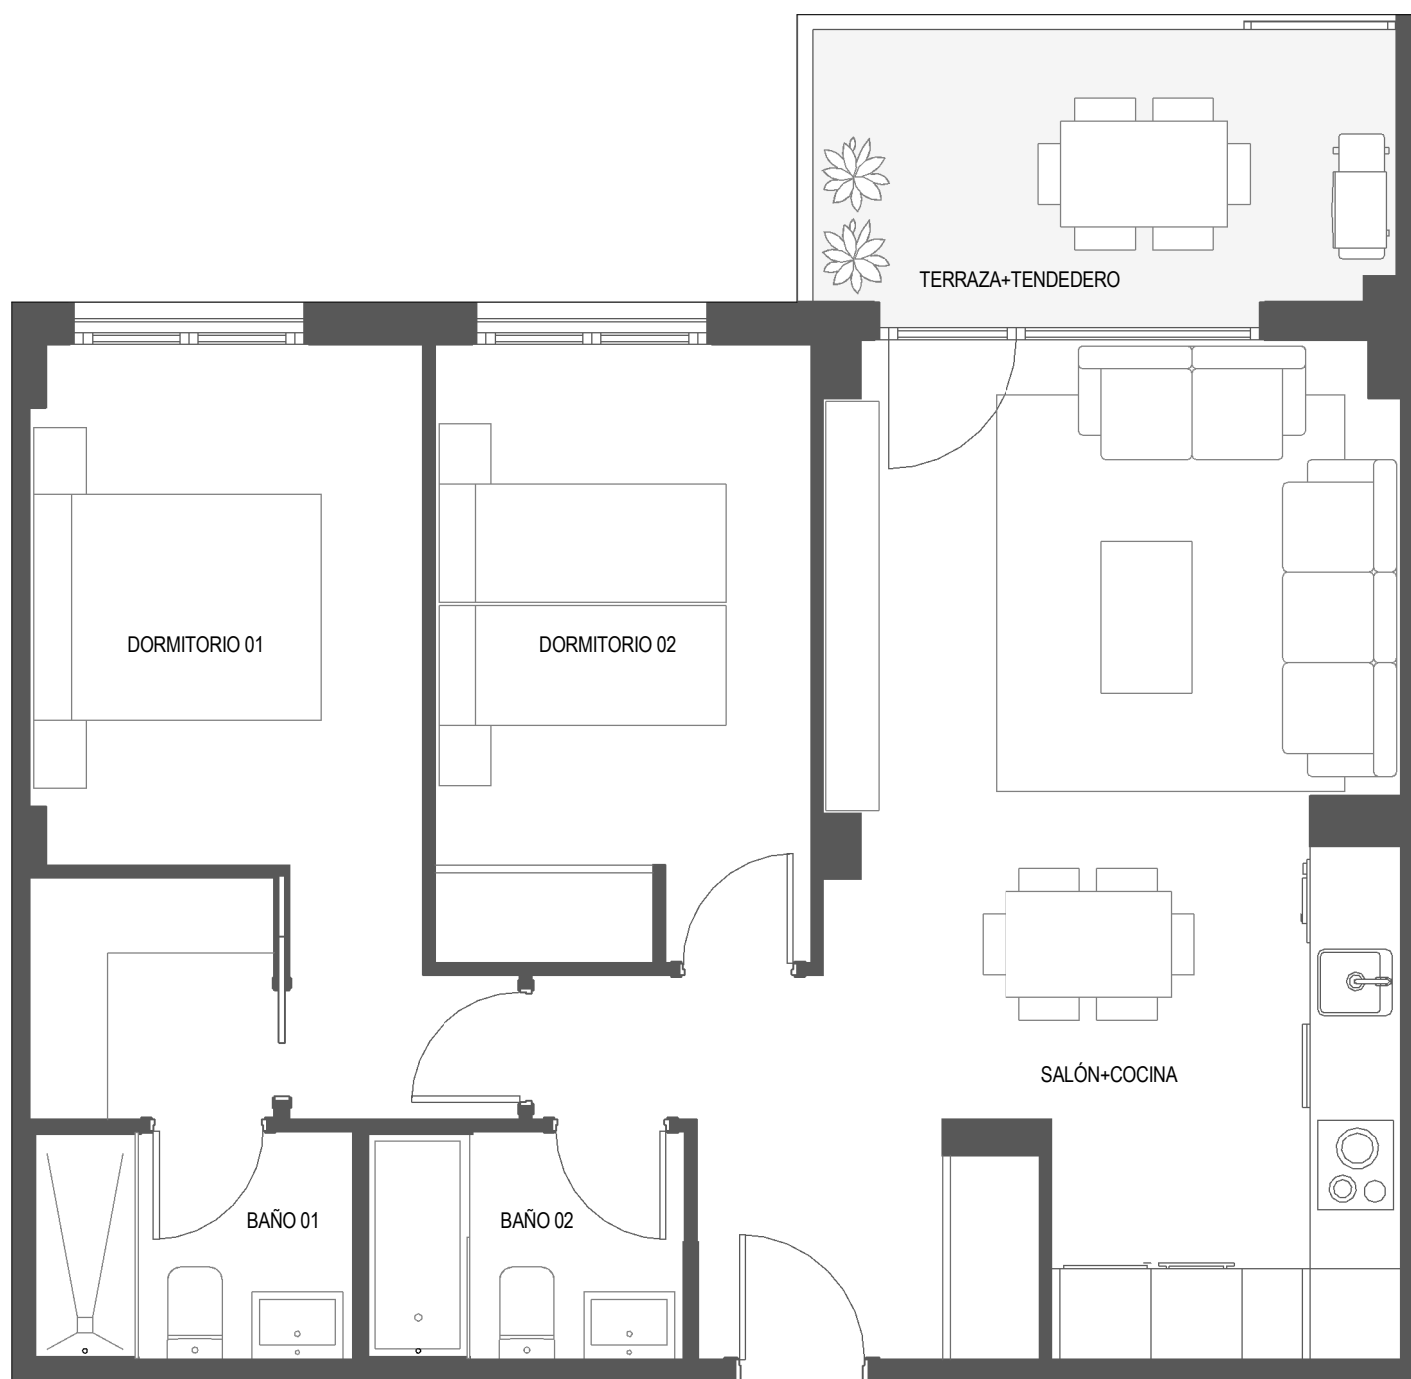 TERRAZA+TENDEDERO
DORMITORIO 01
DORMITORIO 02
SALÓN+COCINA
BAÑO 01
BAÑO 02